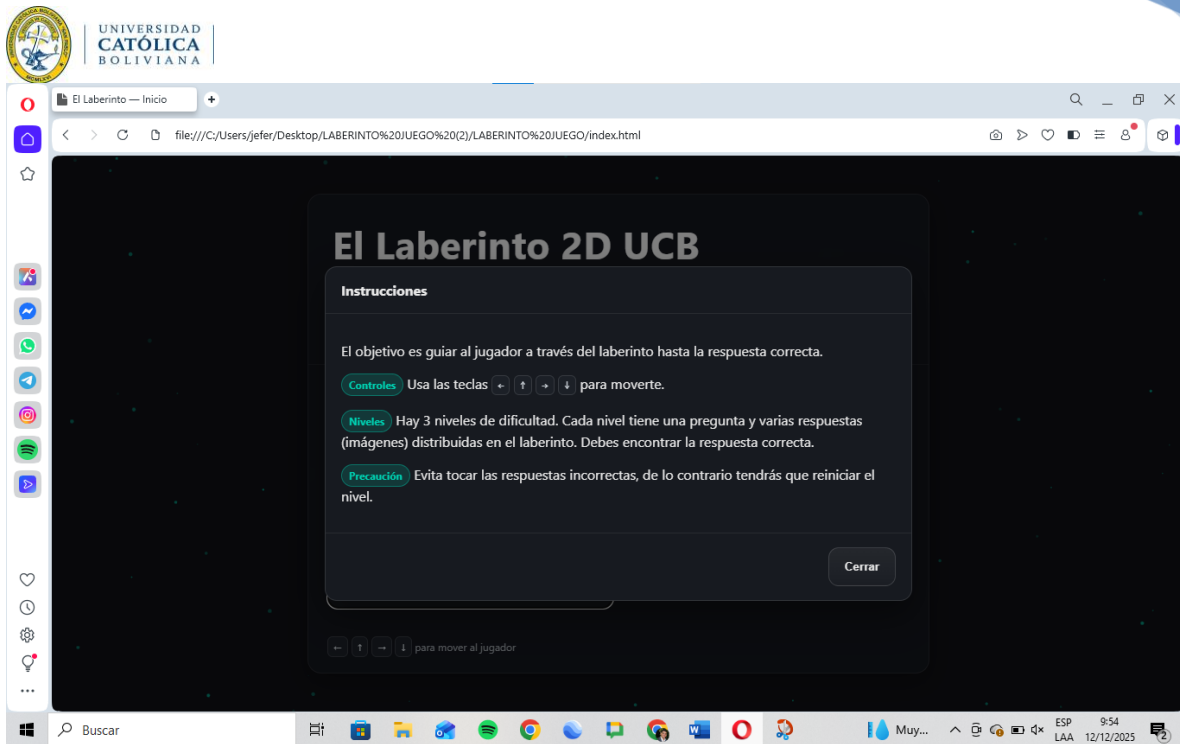 UNIVERSIDAD
CATÓLICA
BOLIVIANA
El Laberinto — Inicio
file:///C:/Users/jefer/Desktop/LABERINTO%20JUEGO%20(2)/LABERINTO%20JUEGO/index.html
El Laberinto 2D UCB
Instrucciones
El objetivo es guiar al jugador a través del laberinto hasta la respuesta correcta.
Controles Usa las teclas ← ↑ → ↓ para moverte.
Niveles Hay 3 niveles de dificultad. Cada nivel tiene una pregunta y varias respuestas
(imágenes) distribuidas en el laberinto. Debes encontrar la respuesta correcta.
Precaución Evita tocar las respuestas incorrectas, de lo contrario tendrás que reiniciar el
nivel.
Cerrar
← ↑ → ↓ para mover al jugador
Buscar
Muy...
ESP
LAA
9:54
12/12/2025
2